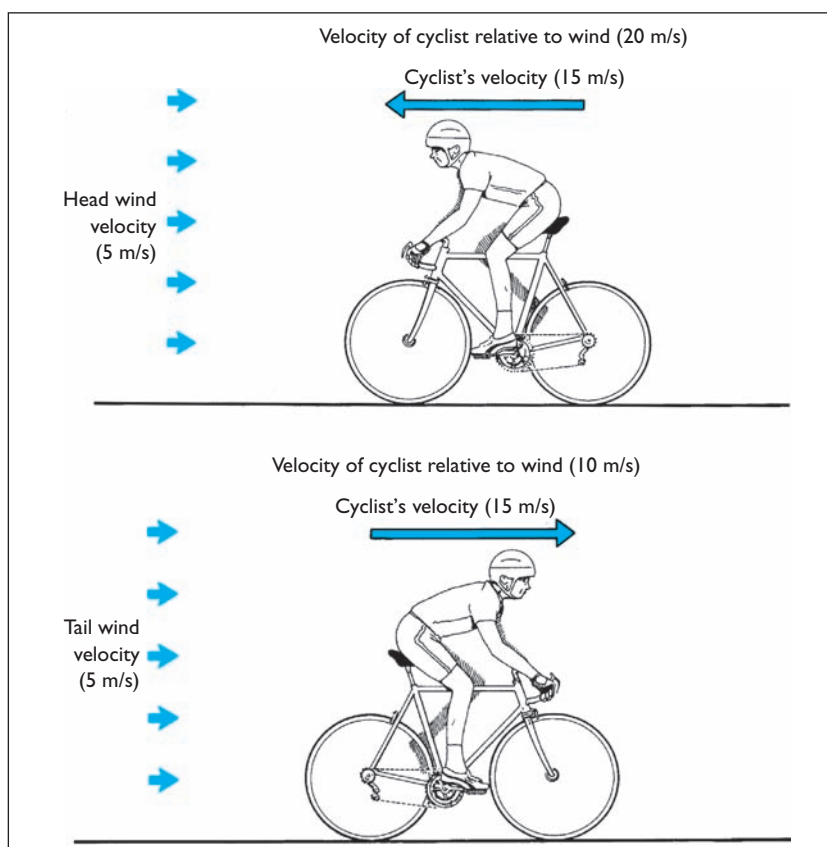 Velocity of cyclist relative to wind (20 m/s)
Cyclist's velocity (15 m/s)
Head wind
velocity
(5 m/s)
Velocity of cyclist relative to wind (10 m/s)
Cyclist's velocity (15 m/s)
Tail wind
velocity
(5 m/s)